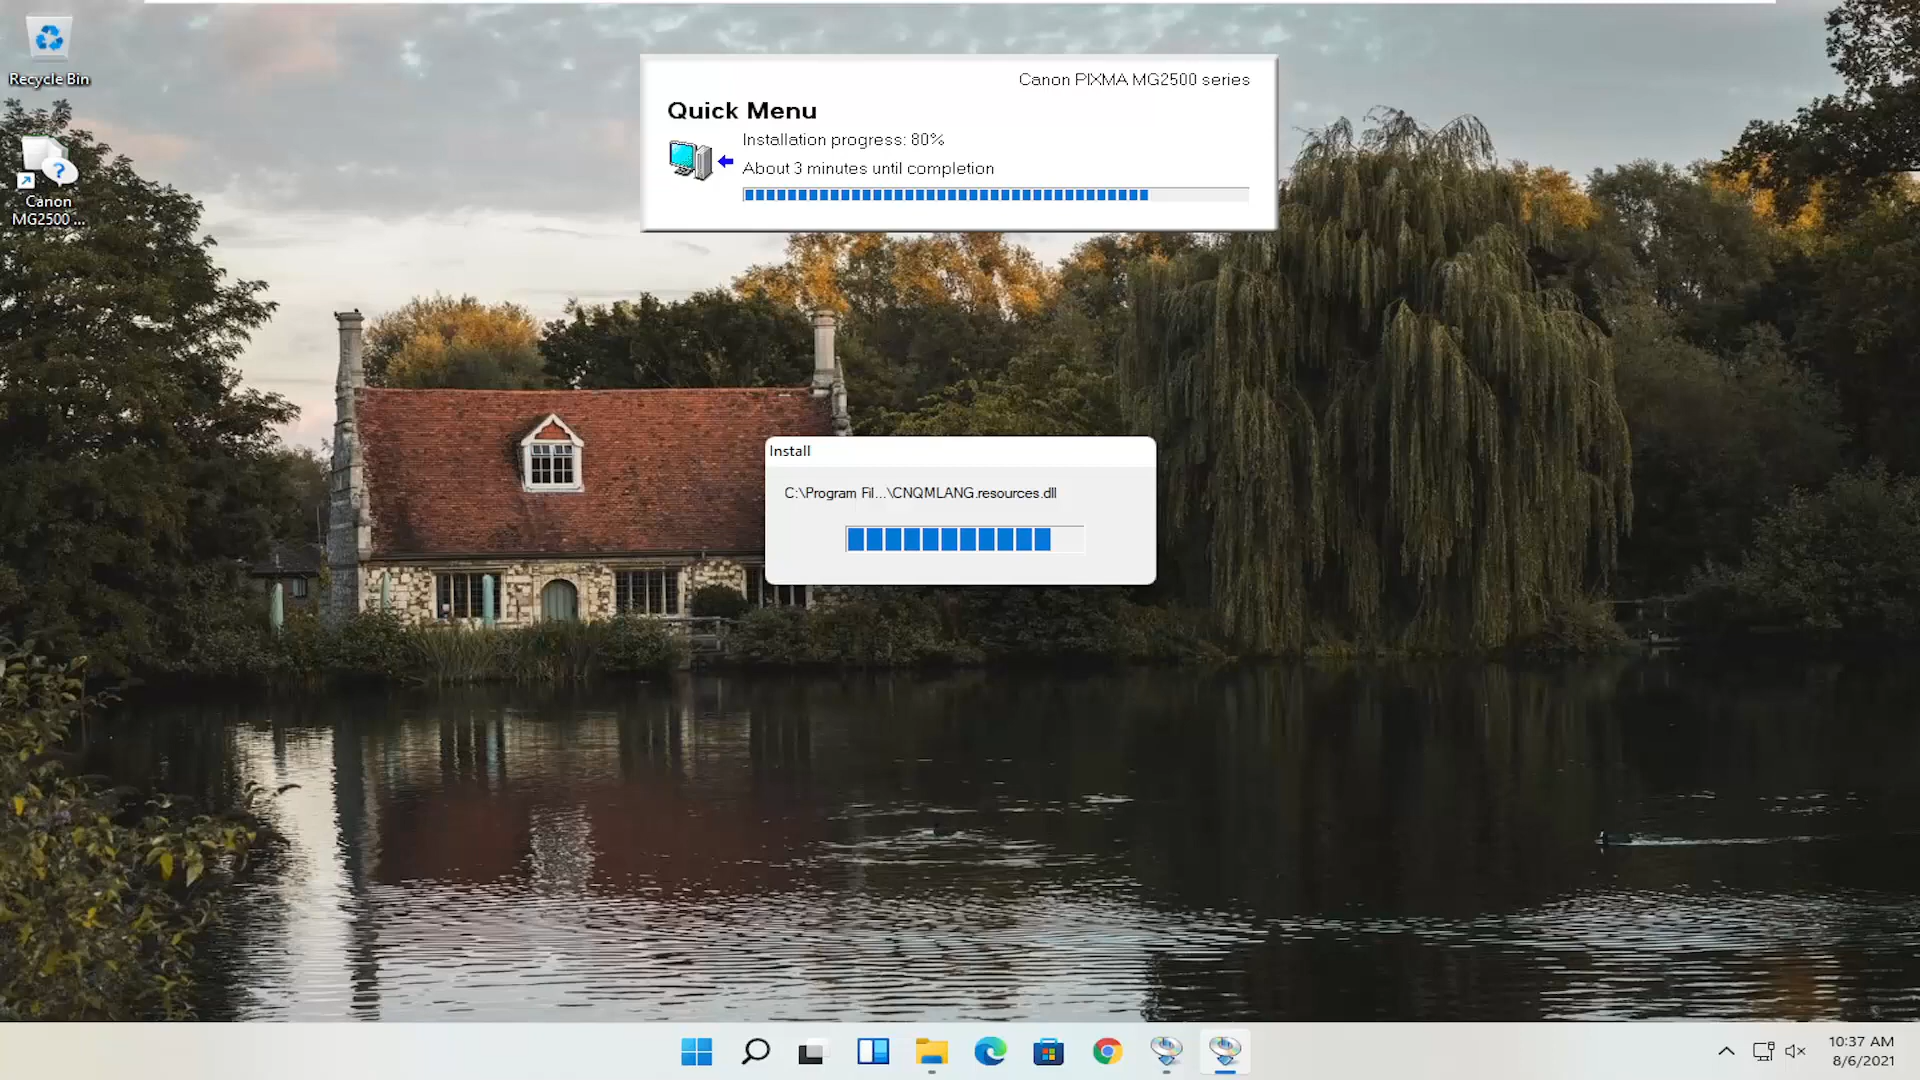 Recycle Bin
Canon
MG2500 ...
Canon PIXMA MG2500 series
Quick Menu
Installation progress: 80%
About 3 minutes until completion
Install
C:\Program Fil...\CNQMLANG.resources.dll
10:37 AM
8/6/2021